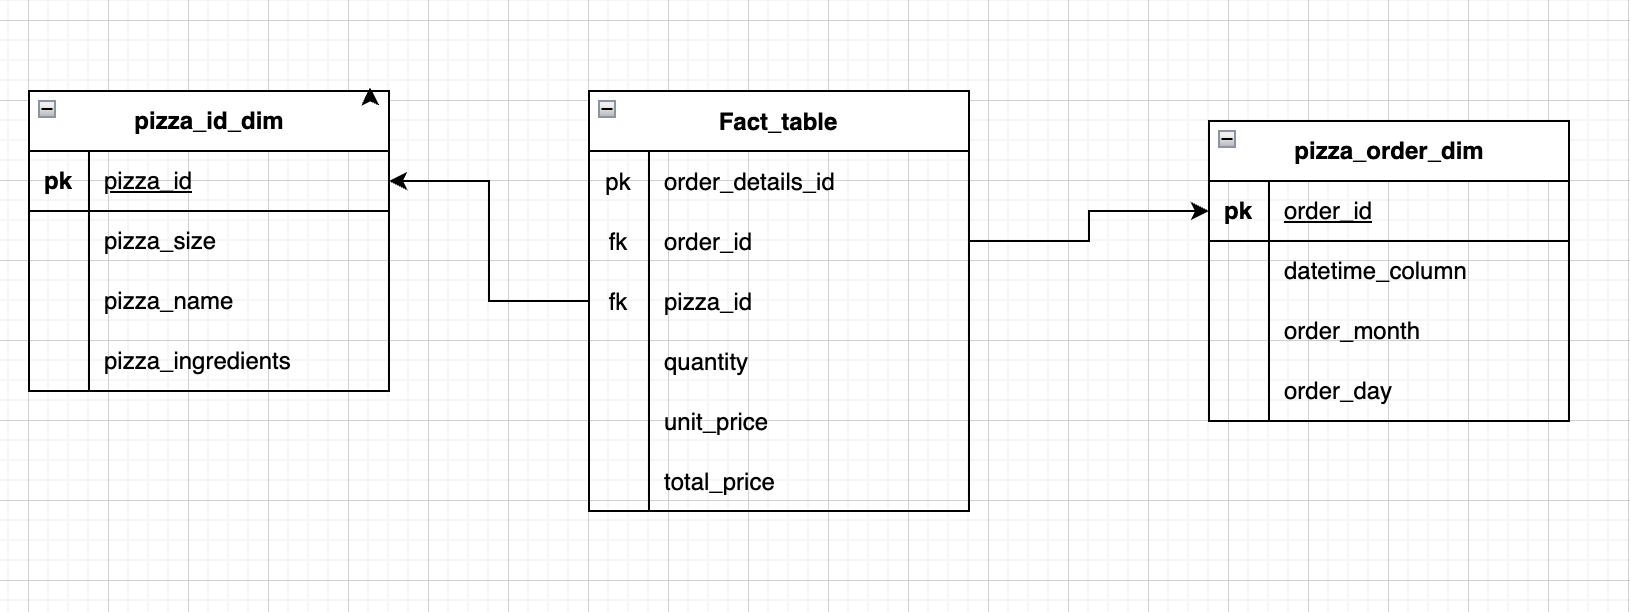 pizza_id_dim
pk pizza_id
pizza_size
pizza_name
pizza_ingredients
Fact_table
pk order_details_id
fk order_id
fk pizza_id
quantity
unit_price
total_price
pizza_order_dim
pk order_id
datetime_column
order_month
order_day